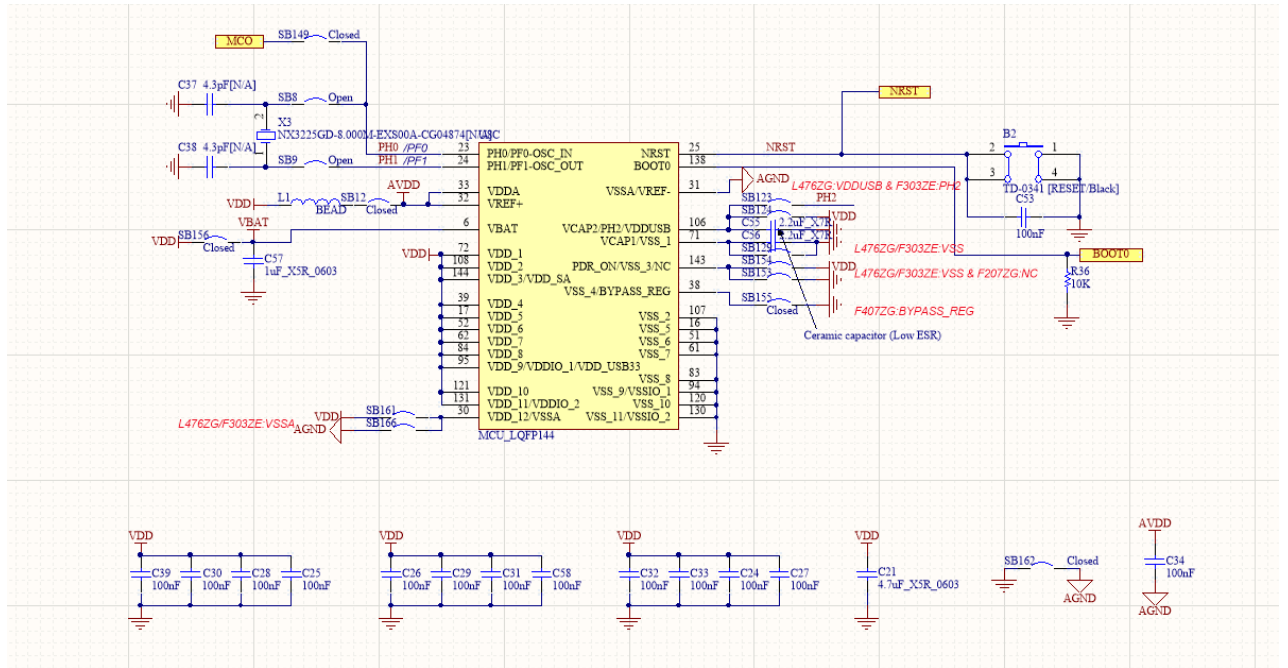 SB149 Closed
MCO
C37 4.3pF[N/A]
SB8 Open
NRST
2
X3
NX3225GD-8.000M-EXS00A-CG04874[N/A]
1
C38 4.3pF[N/A]
SB9 Open
PH0 /PF0
PH1 /PF1
23 PH0/PF0-OSC_IN
24 PH1/PF1-OSC_OUT
NRST 25 NRST
BOOT0 138
B2
2 1
3 4
TD-0341 [RESET/Black]
C53
100nF
AVDD
33 VDDA
32 VREF+
VSSA/VREF- 31 AGND
L476ZG:VDDUSB & F303ZE:PH2
VDD L1 BEAD SB12 Closed
SB123 PH2
SB124 VDD
VBAT
6 VBAT
VCAP2/PH2/VDDUSB 106 C55 2.2uF_X7R
VCAP1/VSS_1 71 C56 2.2uF_X7R
SB156
VDD Closed
C57
1uF_X5R_0603
L476ZG/F303ZE:VSS
VDD
72 VDD_1
108 VDD_2
144 VDD_3/VDD_SA
PDR_ON/VSS_3/NC 143 SB154 VDD
SB153
L476ZG/F303ZE:VSS & F207ZG:NC
BOOT0
R36
10K
VSS_4/BYPASS_REG 38 SB155
Closed
F407ZG:BYPASS_REG
Ceramic capacitor (Low ESR)
39 VDD_4
17 VDD_5
52 VDD_6
62 VDD_7
84 VDD_8
95 VDD_9/VDDIO_1/VDD_USB33
121 VDD_10
131 VDD_11/VDDIO_2
30 VDD_12/VSSA
VSS_2 107
VSS_5 16
VSS_6 51
VSS_7 61
VSS_8 83
VSS_9/VSSIO_1 94
VSS_10 120
VSS_11/VSSIO_2 130
VDD SB161
L476ZG/F303ZE:VSSA
AGND SB166
MCU_LQFP144
VDD
C39
100nF
C30
100nF
C28
100nF
C25
100nF
VDD
C26
100nF
C29
100nF
C31
100nF
C58
100nF
VDD
C32
100nF
C33
100nF
C24
100nF
C27
100nF
VDD
C21
4.7uF_X5R_0603
SB162 Closed
AGND
AVDD
C34
100nF
AGND